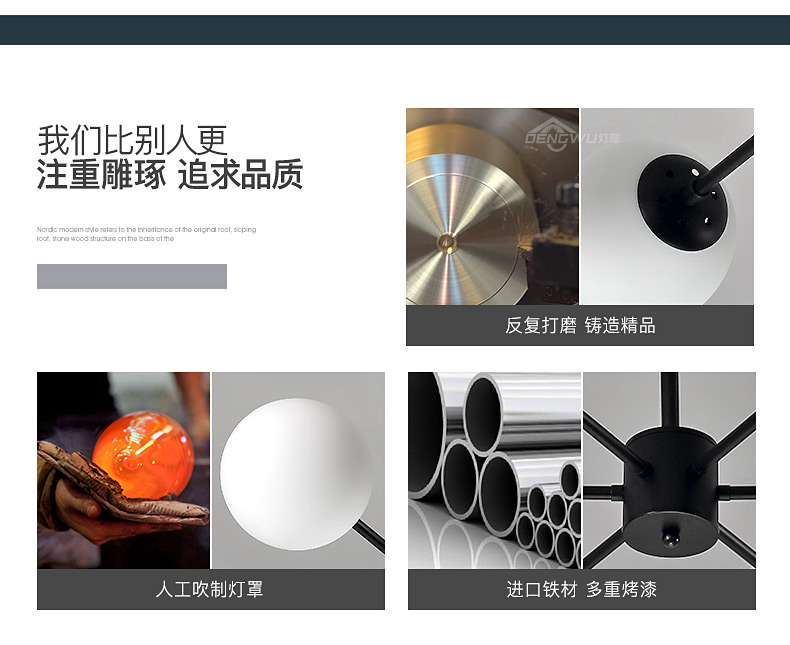 我们比别人更
注重雕琢 追求品质
Nordic modern style refers to the inheritance of the original roof, sloping
roof, stone wood structure on the basis of the
DENGWU灯屋
反复打磨 铸造精品
人工吹制灯罩
进口铁材 多重烤漆